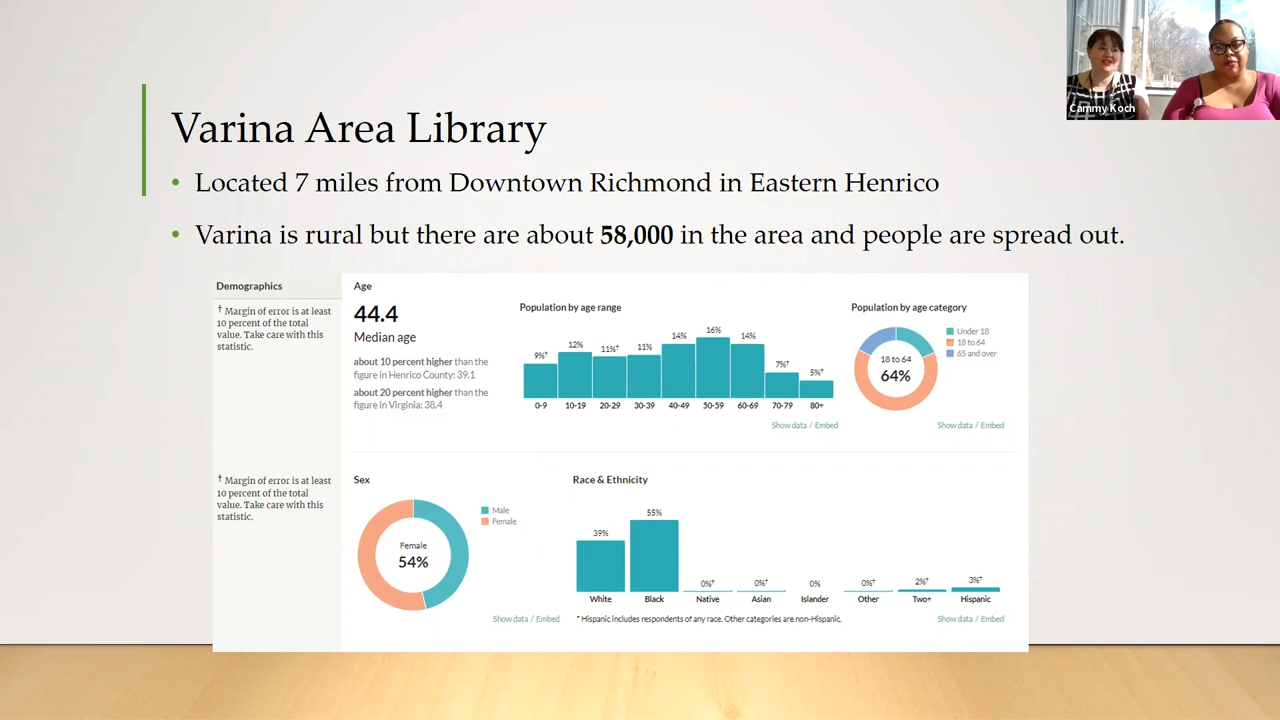 Cammy Koch
Varina Area Library
• Located 7 miles from Downtown Richmond in Eastern Henrico
• Varina is rural but there are about 58,000 in the area and people are spread out.
Demographics
† Margin of error is at least
10 percent of the total
value. Take care with this
statistic.
Age
44.4
Median age
about 10 percent higher than the
figure in Henrico County: 39.1
about 20 percent higher than the
figure in Virginia: 38.4
Population by age range
9%† 12% 11%† 11% 14% 16% 14% 7%† 5%†
0-9 10-19 20-29 30-39 40-49 50-59 60-69 70-79 80+
Show data / Embed
Population by age category
Under 18
18 to 64
65 and over
18 to 64
64%
Show data / Embed
† Margin of error is at least
10 percent of the total
value. Take care with this
statistic.
Sex
Male
Female
Female
54%
Show data / Embed
Race & Ethnicity
39% 55% 0%† 0%† 0% 0%† 2%† 3%†
White Black Native Asian Islander Other Two+ Hispanic
* Hispanic includes respondents of any race. Other categories are non-Hispanic.
Show data / Embed